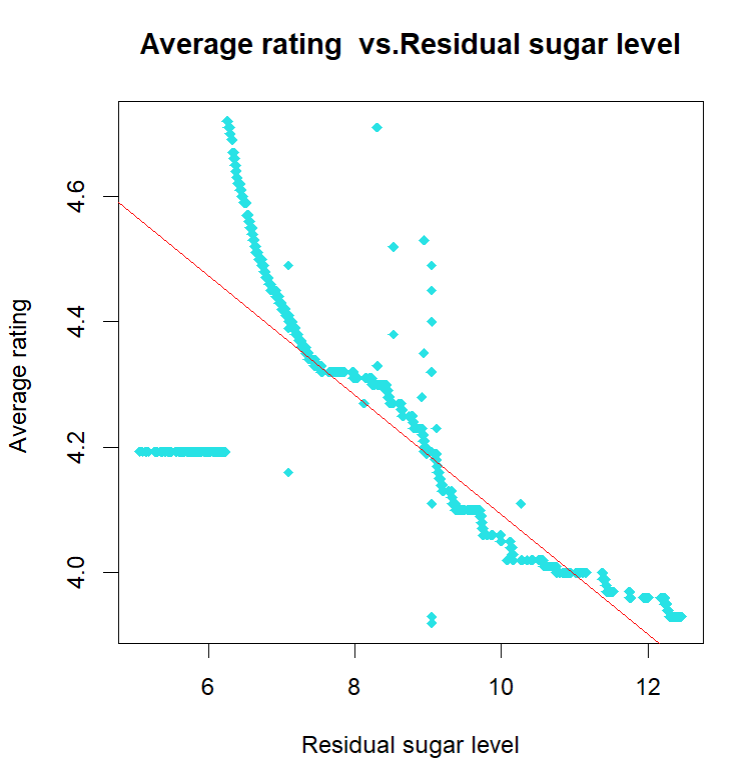 Average rating  vs.Residual sugar level
Average rating
4.6
4.4
4.2
4.0
6 8 10 12
Residual sugar level